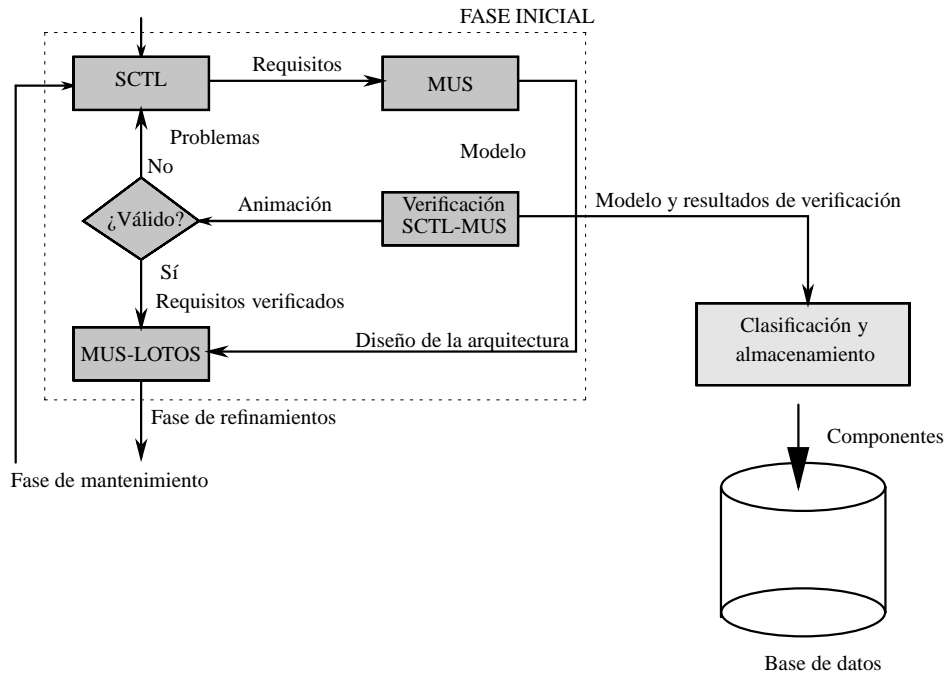 FASE INICIAL
SCTL
Requisitos
MUS
Problemas
No
Modelo
¿Válido?
Animación
Verificación
SCTL-MUS
Modelo y resultados de verificación
Sí
Requisitos verificados
MUS-LOTOS
Diseño de la arquitectura
Clasificación y
almacenamiento
Fase de refinamientos
Componentes
Fase de mantenimiento
Base de datos